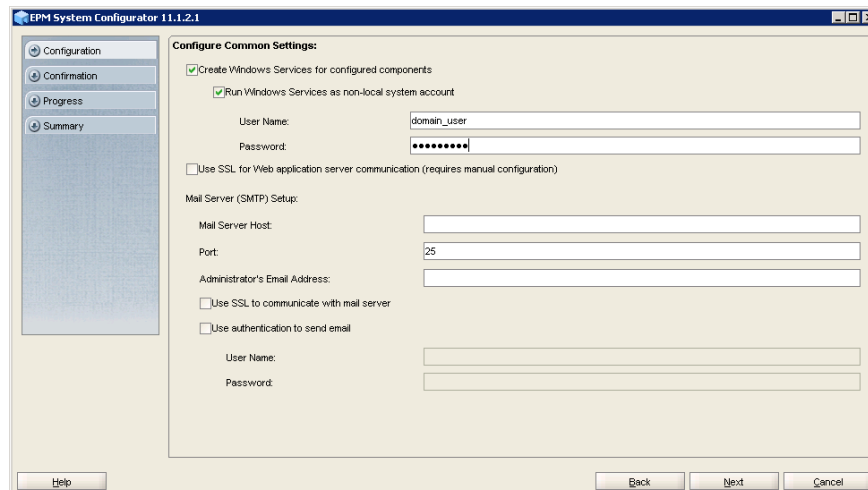 EPM System Configurator 11.1.2.1
Configuration
Confirmation
Progress
Summary
Configure Common Settings:
Create Windows Services for configured components
Run Windows Services as non-local system account
User Name: domain_user
Password: ●●●●●●●●●
Use SSL for Web application server communication (requires manual configuration)
Mail Server (SMTP) Setup:
Mail Server Host:
Port: 25
Administrator's Email Address:
Use SSL to communicate with mail server
Use authentication to send email
User Name:
Password:
Help Back Next Cancel